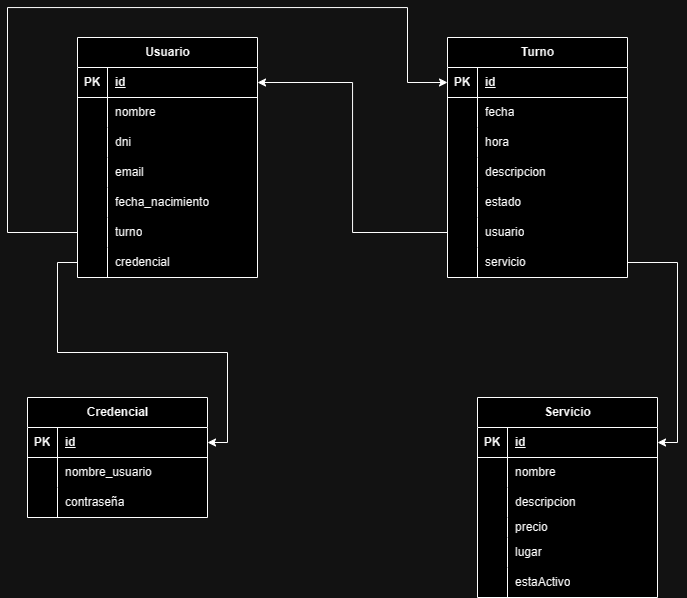 Usuario
PK id
nombre
dni
email
fecha_nacimiento
turno
credencial
Turno
PK id
fecha
hora
descripcion
estado
usuario
servicio
Credencial
PK id
nombre_usuario
contraseña
Servicio
PK id
nombre
descripcion
precio
lugar
estaActivo